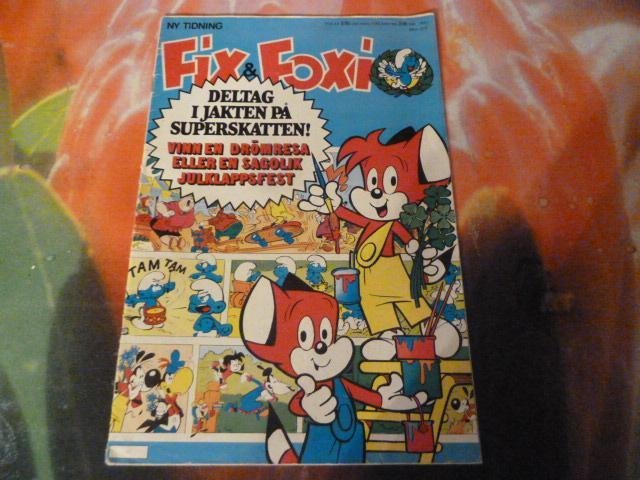 NY TIDNING
Fix & Foxi
DELTAG
I JAKTEN PÅ
SUPERSKATTEN!
VINN EN DRÖMRESA
ELLER EN SAGOLIK
JULKLAPPSFEST
TAM TAM